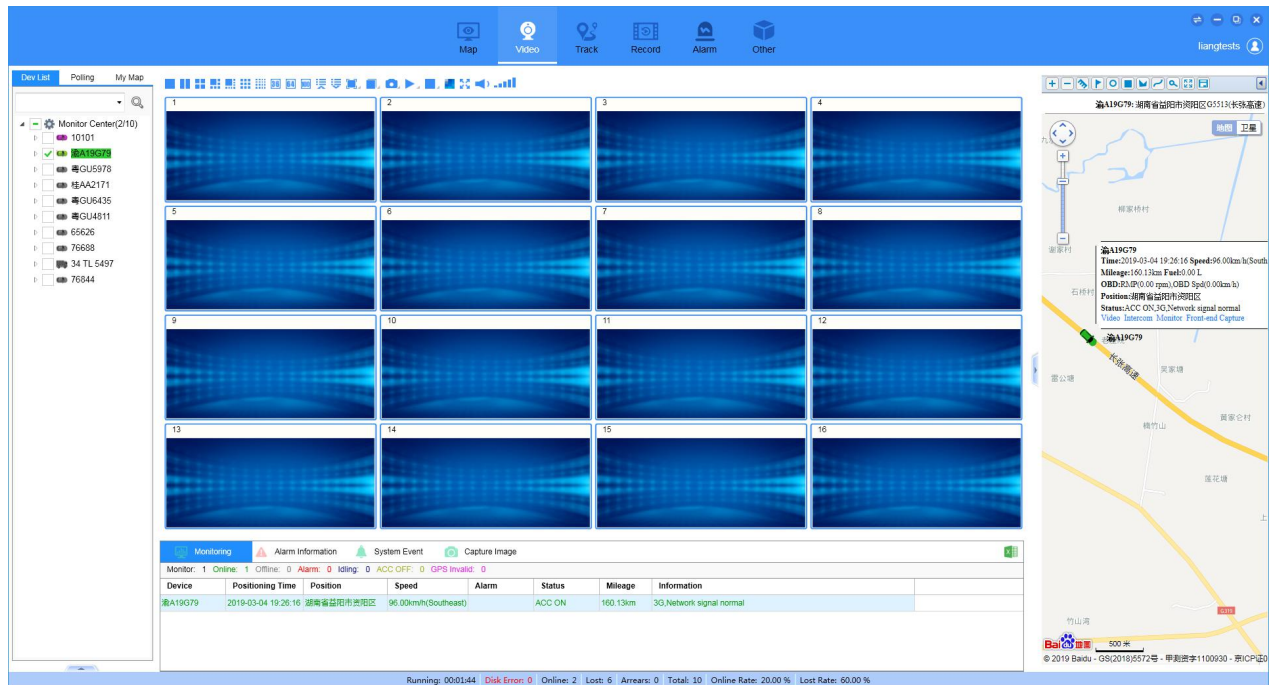 Map Video Track Record Alarm Other
liangtests
Dev List Polling My Map
Monitor Center(2/10)
10101
渝A19G79
粤GU5978
桂AA2171
粤GU6435
粤GU4811
65626
76688
34 TL 5497
76844
1 2 3 4
5 6 7 8
9 10 11 12
13 14 15 16
Monitoring Alarm Information System Event Capture Image
Monitor: 1 Online: 1 Offline: 0 Alarm: 0 Idling: 0 ACC OFF: 0 GPS Invalid: 0
Device Positioning Time Position Speed Alarm Status Mileage Information
渝A19G79 2019-03-04 19:26:16 湖南省益阳市资阳区 96.00km/h(Southeast) ACC ON 160.13km 3G,Network signal normal
渝A19G79: 湖南省益阳市资阳区G5513(长张高速)
地图 卫星
柳家桥村
谢家村
渝A19G79
Time:2019-03-04 19:26:16 Speed:96.00km/h(South
Mileage:160.13km Fuel:0.00 L
OBD:RMP(0.00 rpm),OBD Spd(0.00km/h)
Position:湖南省益阳市资阳区
Status:ACC ON,3G,Network signal normal
Video Intercom Monitor Front-end Capture
石桥村
渝A19G79
长张高速
吴家塘
雷公塘
黄家仑村
楠竹山
莲花塘
上
G319
竹山湾
Bai 地图 500 米
© 2019 Baidu - GS(2018)5572号 - 甲测资字1100930 - 京ICP证0
Running: 00:01:44 Disk Error: 0 Online: 2 Lost: 6 Arrears: 0 Total: 10 Online Rate: 20.00 % Lost Rate: 60.00 %